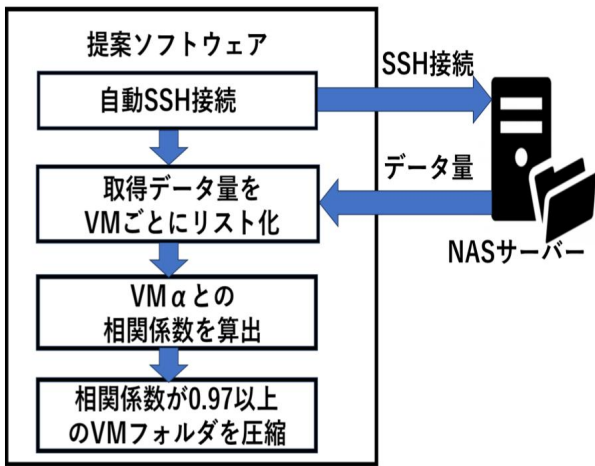 提案ソフトウェア
自動SSH接続
SSH接続
データ量
取得データ量を
VMごとにリスト化
NASサーバー
VMαとの
相関係数を算出
相関係数が0.97以上
のVMフォルダを圧縮